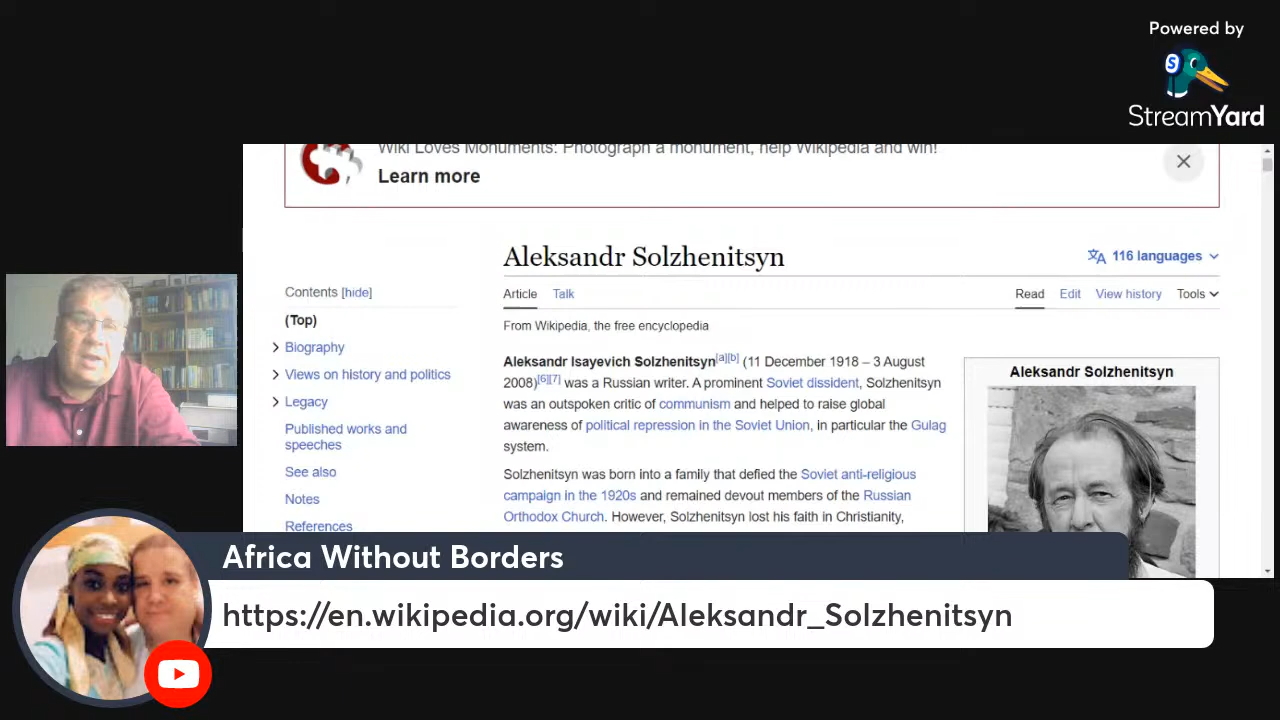 Powered by
S
StreamYard
Wiki Loves Monuments: Photograph a monument, help Wikipedia and win!
Learn more
Aleksandr Solzhenitsyn
116 languages
Contents [hide]
Article Talk
Read Edit View history Tools
(Top)
From Wikipedia, the free encyclopedia
Biography
Views on history and politics
Legacy
Published works and
speeches
See also
Notes
References
Aleksandr Isayevich Solzhenitsyn[a][b] (11 December 1918 – 3 August
2008)[6][7] was a Russian writer. A prominent Soviet dissident, Solzhenitsyn
was an outspoken critic of communism and helped to raise global
awareness of political repression in the Soviet Union, in particular the Gulag
system.
Solzhenitsyn was born into a family that defied the Soviet anti-religious
campaign in the 1920s and remained devout members of the Russian
Orthodox Church. However, Solzhenitsyn lost his faith in Christianity,
Aleksandr Solzhenitsyn
Africa Without Borders
https://en.wikipedia.org/wiki/Aleksandr_Solzhenitsyn